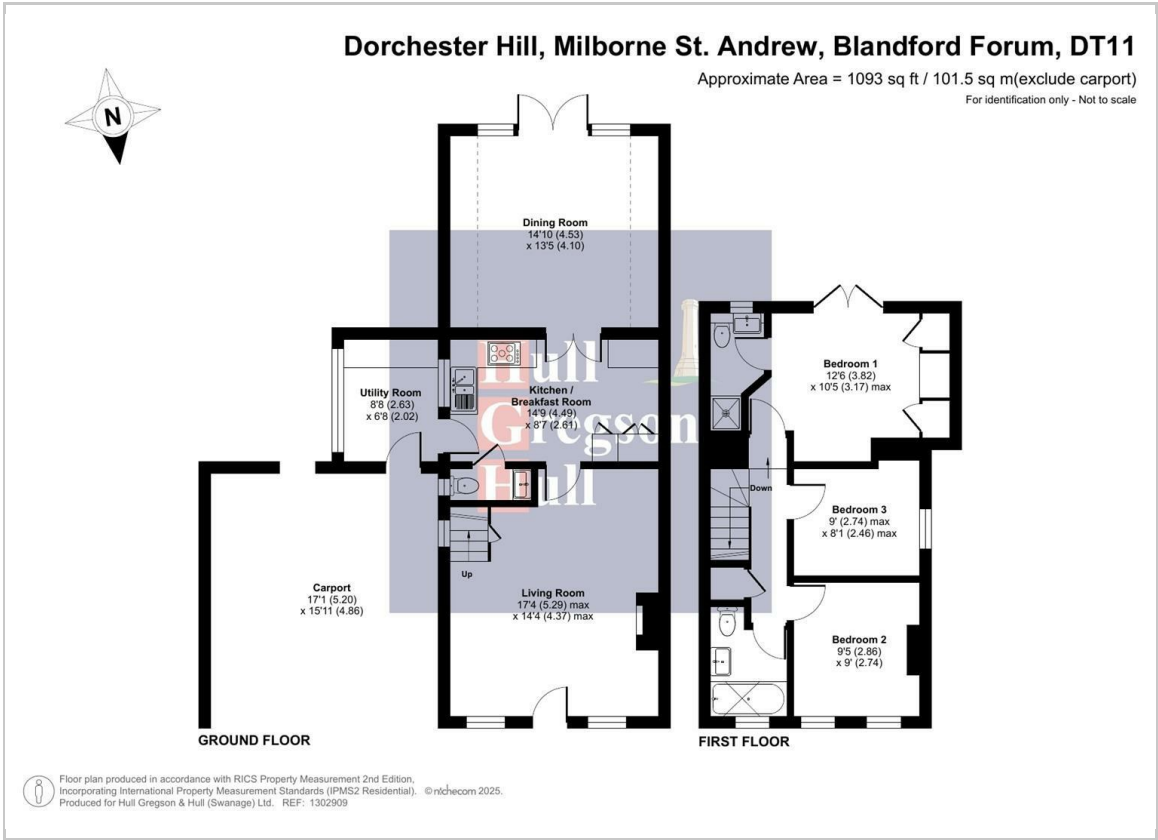 Dorchester Hill, Milborne St. Andrew, Blandford Forum, DT11
Approximate Area = 1093 sq ft / 101.5 sq m(exclude carport)
For identification only - Not to scale
N
Dining Room
14'10 (4.53)
x 13'5 (4.10)
Utility Room
8'8 (2.63)
x 6'8 (2.02)
Kitchen /
Breakfast Room
14'9 (4.49)
x 8'7 (2.61)
Hull
Gregson
Hull
Up
Living Room
17'4 (5.29) max
x 14'4 (4.37) max
Carport
17'1 (5.20)
x 15'11 (4.86)
GROUND FLOOR
Bedroom 1
12'6 (3.82)
x 10'5 (3.17) max
Down
Bedroom 3
9' (2.74) max
x 8'1 (2.46) max
Bedroom 2
9'5 (2.86)
x 9' (2.74)
FIRST FLOOR
Floor plan produced in accordance with RICS Property Measurement 2nd Edition,
Incorporating International Property Measurement Standards (IPMS2 Residential). ©nichecom 2025.
Produced for Hull Gregson & Hull (Swanage) Ltd. REF: 1302909